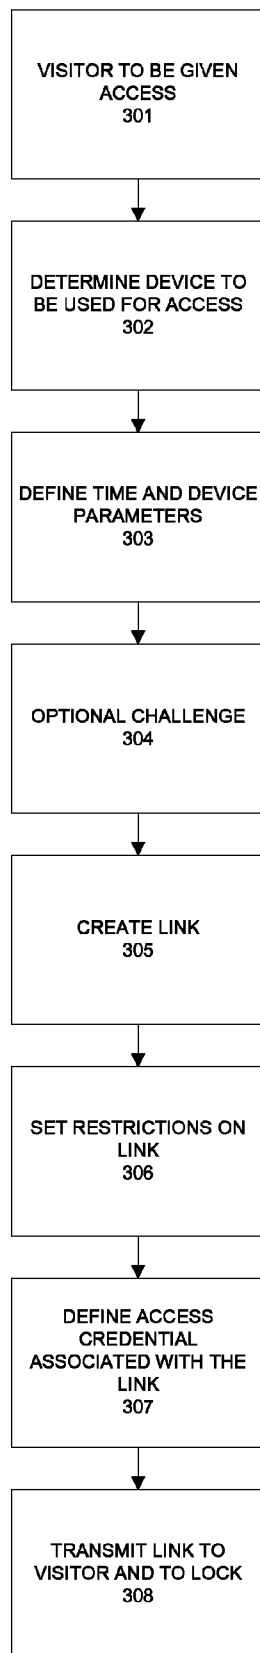 VISITOR TO BE GIVEN
ACCESS
301
DETERMINE DEVICE TO
BE USED FOR ACCESS
302
DEFINE TIME AND DEVICE
PARAMETERS
303
OPTIONAL CHALLENGE
304
CREATE LINK
305
SET RESTRICTIONS ON
LINK
306
DEFINE ACCESS
CREDENTIAL
ASSOCIATED WITH THE
LINK
307
TRANSMIT LINK TO
VISITOR AND TO LOCK
308